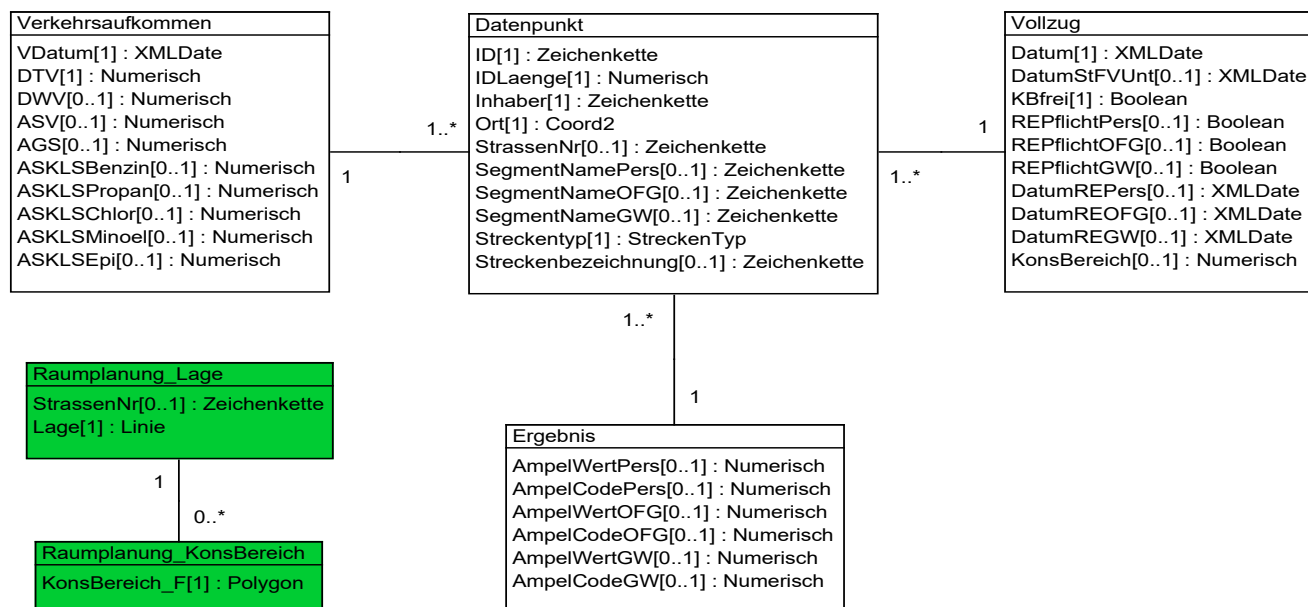 Verkehrsaufkommen
VDatum[1] : XMLDate
DTV[1] : Numerisch
DWV[0..1] : Numerisch
ASV[0..1] : Numerisch
AGS[0..1] : Numerisch
ASKLSBenzin[0..1] : Numerisch
ASKLSPropan[0..1] : Numerisch
ASKLSChlor[0..1] : Numerisch
ASKLSMinoel[0..1] : Numerisch
ASKLSEpi[0..1] : Numerisch
1
1..*
Datenpunkt
ID[1] : Zeichenkette
IDLaenge[1] : Numerisch
Inhaber[1] : Zeichenkette
Ort[1] : Coord2
StrassenNr[0..1] : Zeichenkette
SegmentNamePers[0..1] : Zeichenkette
SegmentNameOFG[0..1] : Zeichenkette
SegmentNameGW[0..1] : Zeichenkette
Streckentyp[1] : StreckenTyp
Streckenbezeichnung[0..1] : Zeichenkette
1..*
1
Vollzug
Datum[1] : XMLDate
DatumStFVUnt[0..1] : XMLDate
KBfrei[1] : Boolean
REPflichtPers[0..1] : Boolean
REPflichtOFG[0..1] : Boolean
REPflichtGW[0..1] : Boolean
DatumREPers[0..1] : XMLDate
DatumREOFG[0..1] : XMLDate
DatumREGW[0..1] : XMLDate
KonsBereich[0..1] : Numerisch
1..*
1
Raumplanung_Lage
StrassenNr[0..1] : Zeichenkette
Lage[1] : Linie
1
0..*
Raumplanung_KonsBereich
KonsBereich_F[1] : Polygon
Ergebnis
AmpelWertPers[0..1] : Numerisch
AmpelCodePers[0..1] : Numerisch
AmpelWertOFG[0..1] : Numerisch
AmpelCodeOFG[0..1] : Numerisch
AmpelWertGW[0..1] : Numerisch
AmpelCodeGW[0..1] : Numerisch